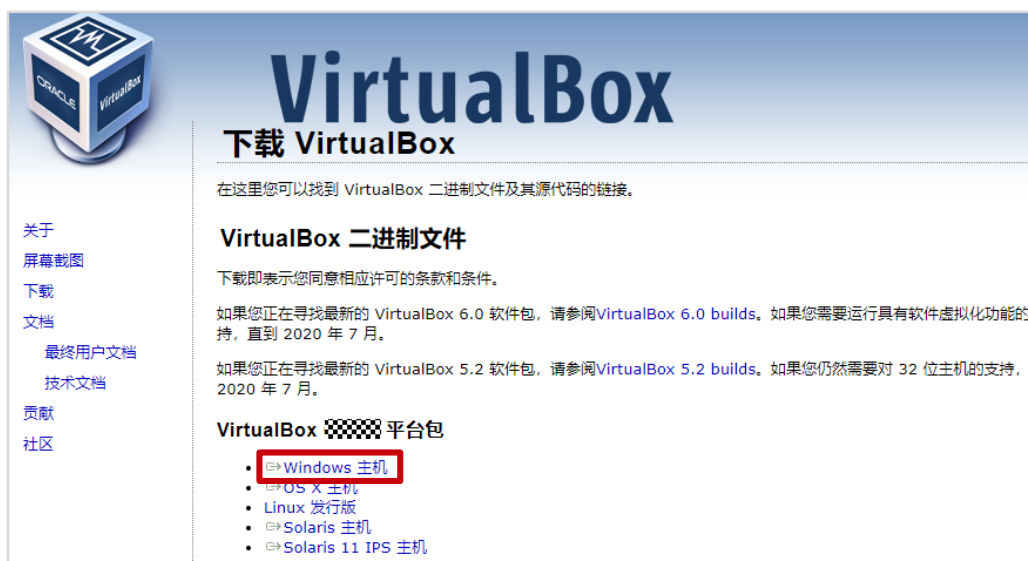 ORACLE
VirtualBox
VirtualBox
下载 VirtualBox
在这里您可以找到 VirtualBox 二进制文件及其源代码的链接。
关于
屏幕截图
下载
文档
最终用户文档
技术文档
贡献
社区
VirtualBox 二进制文件
下载即表示您同意相应许可的条款和条件。
如果您正在寻找最新的 VirtualBox 6.0 软件包，请参阅VirtualBox 6.0 builds。如果您需要运行具有软件虚拟化功能的
持，直到 2020 年 7 月。
如果您正在寻找最新的 VirtualBox 5.2 软件包，请参阅VirtualBox 5.2 builds。如果您仍然需要对 32 位主机的支持，
2020 年 7 月。
VirtualBox 平台包
Windows 主机
OS X 主机
Linux 发行版
Solaris 主机
Solaris 11 IPS 主机